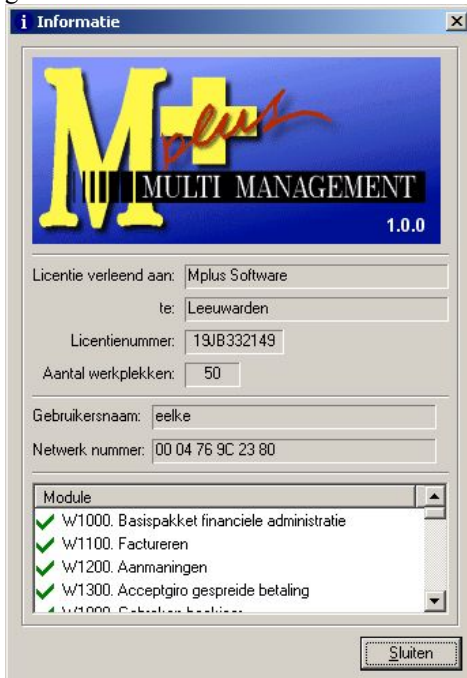 g
Informatie
M plus
MULTI MANAGEMENT
1.0.0
Licentie verleend aan: Mplus Software
te: Leeuwarden
Licentienummer: 19JB332149
Aantal werkplekken: 50
Gebruikersnaam: eelke
Netwerk nummer: 00 04 76 9C 23 80
Module
W1000. Basispakket financiele administratie
W1100. Factureren
W1200. Aanmaningen
W1300. Acceptgiro gespreide betaling
Sluiten